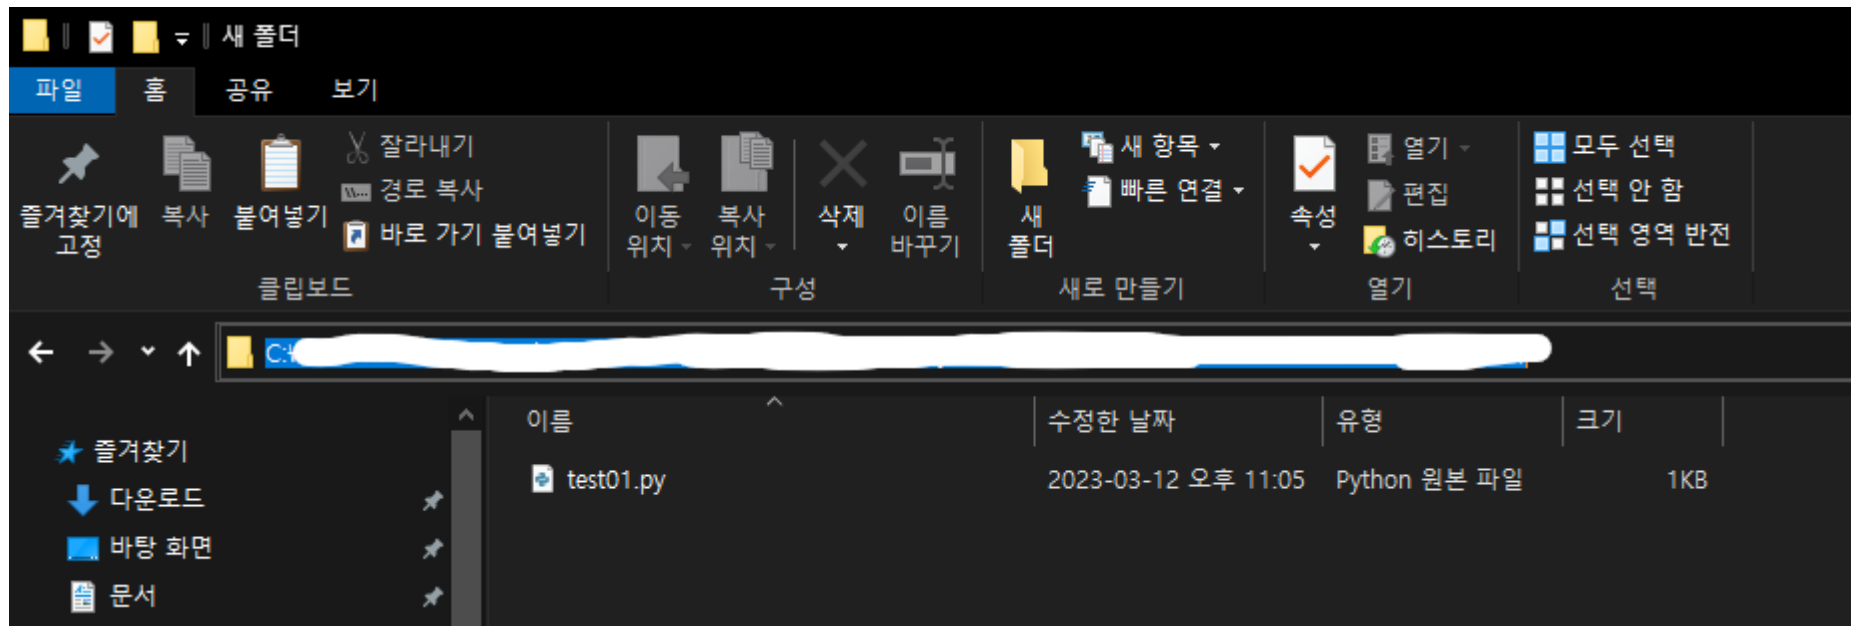 새 폴더
파일 홈 공유 보기
즐겨찾기에 고정
복사
붙여넣기
잘라내기
경로 복사
바로 가기 붙여넣기
클립보드
이동 위치
복사 위치
삭제
이름 바꾸기
구성
새 폴더
새 항목
빠른 연결
새로 만들기
속성
열기
편집
히스토리
열기
모두 선택
선택 안 함
선택 영역 반전
선택
C:\
즐겨찾기
다운로드
바탕 화면
문서
이름 수정한 날짜 유형 크기
test01.py 2023-03-12 오후 11:05 Python 원본 파일 1KB